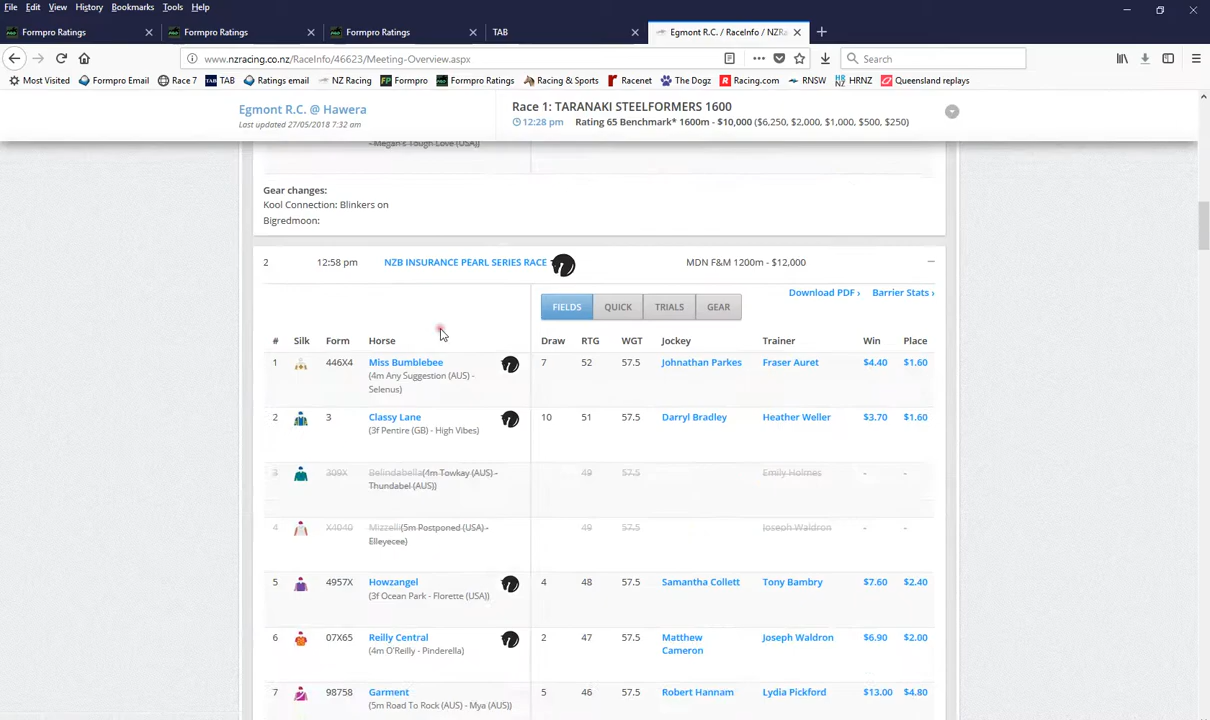 File Edit View History Bookmarks Tools Help
Formpro Ratings Formpro Ratings Formpro Ratings TAB Egmont R.C. / RaceInfo / NZRa
www.nzracing.co.nz/RaceInfo/46623/Meeting-Overview.aspx Search
Most Visited Formpro Email Race 7 TAB Ratings email NZ Racing Formpro Formpro Ratings Racing & Sports Racenet The Dogz Racing.com RNSW HRNZ Queensland replays
Egmont R.C. @ Hawera Race 1: TARANAKI STEELFORMERS 1600
Last updated 27/05/2018 7:32 am 12:28 pm Rating 65 Benchmark* 1600m - $10,000 ($6,250, $2,000, $1,000, $500, $250)
-Megan's Tough Love (USA))
Gear changes:
Kool Connection: Blinkers on
Bigredmoon:
2 12:58 pm NZB INSURANCE PEARL SERIES RACE MDN F&M 1200m - $12,000
Download PDF › Barrier Stats ›
FIELDS QUICK TRIALS GEAR
# Silk Form Horse Draw RTG WGT Jockey Trainer Win Place
1 446X4 Miss Bumblebee 7 52 57.5 Johnathan Parkes Fraser Auret $4.40 $1.60
(4m Any Suggestion (AUS) -
Selenus)
2 3 Classy Lane 10 51 57.5 Darryl Bradley Heather Weller $3.70 $1.60
(3f Pentire (GB) - High Vibes)
3 309X Belindabella(4m Towkay (AUS) - 49 57.5 Emily Holmes - -
Thundabel (AUS))
4 X4040 Mizzelli(5m Postponed (USA) - 49 57.5 Joseph Waldron - -
Elleyecee)
5 4957X Howzangel 4 48 57.5 Samantha Collett Tony Bambry $7.60 $2.40
(3f Ocean Park - Florette (USA))
6 07X65 Reilly Central 2 47 57.5 Matthew Joseph Waldron $6.90 $2.00
(4m O'Reilly - Pinderella) Cameron
7 98758 Garment 5 46 57.5 Robert Hannam Lydia Pickford $13.00 $4.80
(5m Road To Rock (AUS) - Mya (AUS))